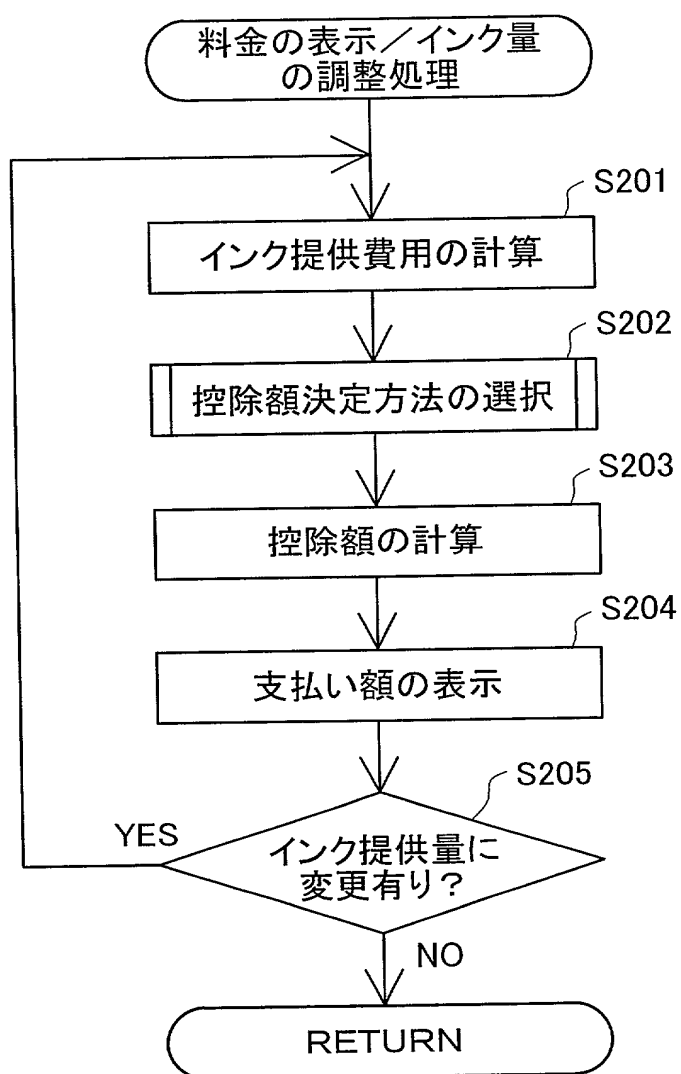 料金の表示／インク量
の調整処理
S201
インク提供費用の計算
S202
控除額決定方法の選択
S203
控除額の計算
S204
支払い額の表示
S205
YES
インク提供量に
変更有り？
NO
RETURN